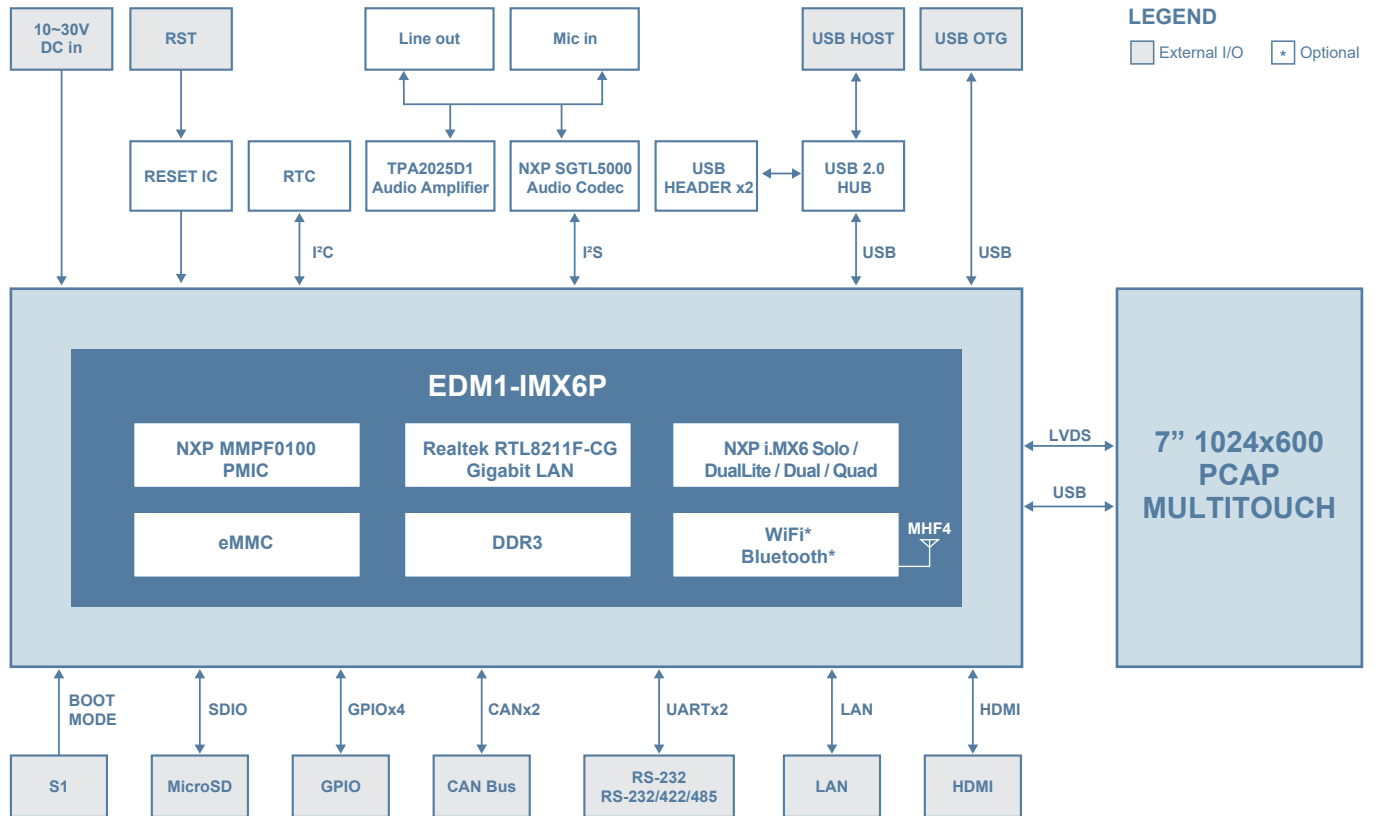 10~30V
DC in
RST
Line out
Mic in
USB HOST
USB OTG
LEGEND
External I/O
* Optional
RESET IC
RTC
TPA2025D1
Audio Amplifier
NXP SGTL5000
Audio Codec
USB
HEADER x2
USB 2.0
HUB
I²C
I²S
USB
USB
EDM1-IMX6P
NXP MMPF0100
PMIC
Realtek RTL8211F-CG
Gigabit LAN
NXP i.MX6 Solo /
DualLite / Dual / Quad
eMMC
DDR3
WiFi*
Bluetooth*
MHF4
LVDS
USB
7” 1024x600
PCAP
MULTITOUCH
BOOT
MODE
SDIO
GPIOx4
CANx2
UARTx2
LAN
HDMI
S1
MicroSD
GPIO
CAN Bus
RS-232
RS-232/422/485
LAN
HDMI